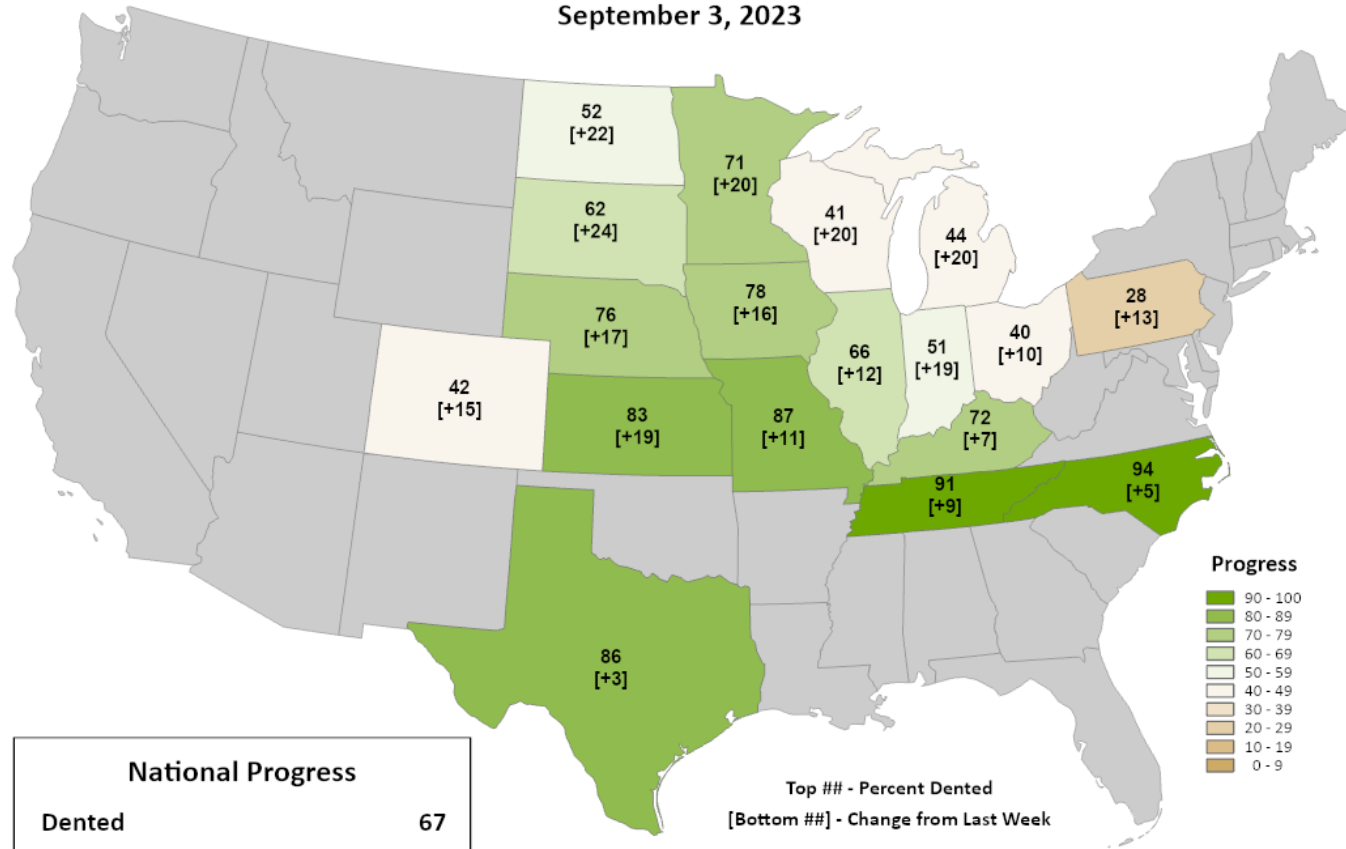 September 3, 2023
52
[+22]
71
[+20]
62
[+24]
41
[+20]
44
[+20]
76
[+17]
78
[+16]
28
[+13]
66
[+12]
51
[+19]
40
[+10]
42
[+15]
83
[+19]
87
[+11]
72
[+7]
91
[+9]
94
[+5]
86
[+3]
Progress
90 - 100
80 - 89
70 - 79
60 - 69
50 - 59
40 - 49
30 - 39
20 - 29
10 - 19
0 - 9
National Progress
Dented 67
Top ## - Percent Dented
[Bottom ##] - Change from Last Week